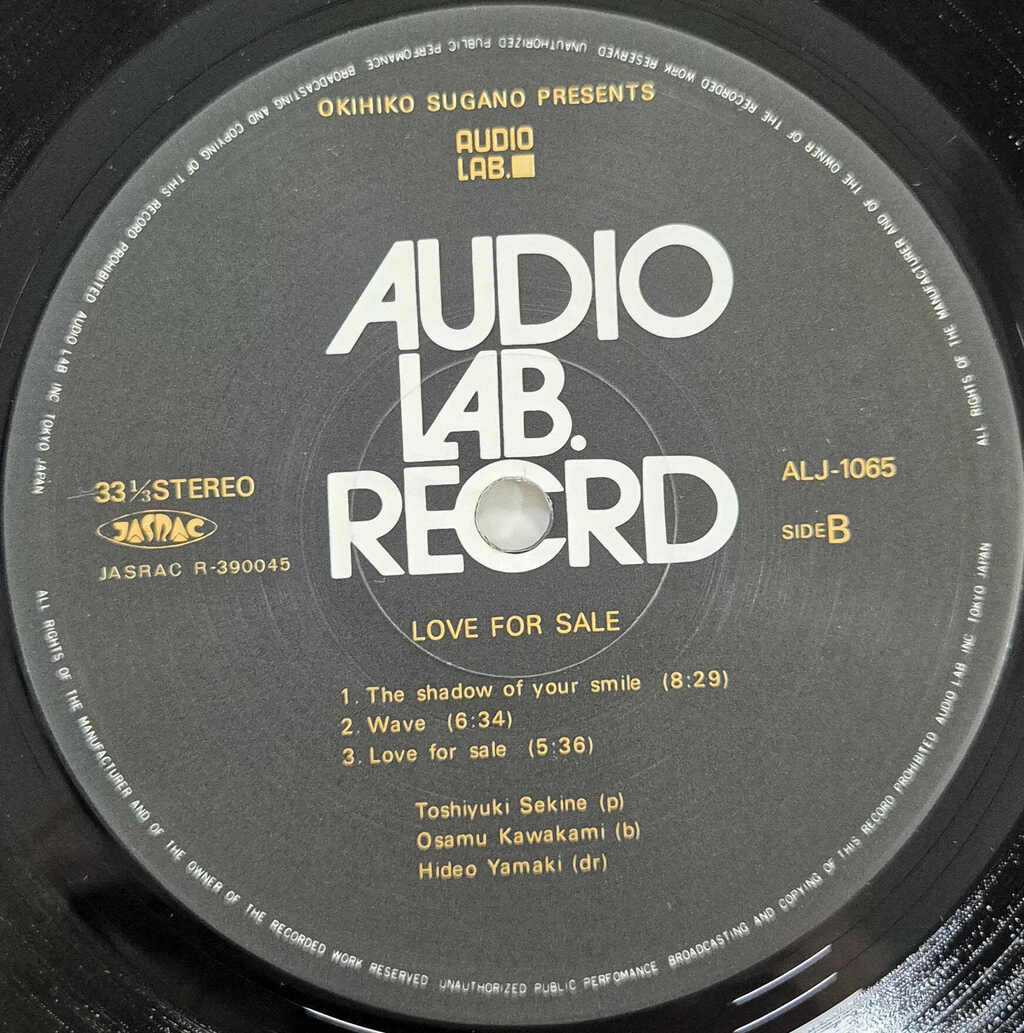 OKIHIKO SUGANO PRESENTS
AUDIO
LAB.
AUDIO
LAB.
RECORD
33 1/3 STEREO
JASRAC
JASRAC R-390045
ALJ-1065
SIDE B
LOVE FOR SALE
1. The shadow of your smile (8:29)
2. Wave (6:34)
3. Love for sale (5:36)
Toshiyuki Sekine (p)
Osamu Kawakami (b)
Hideo Yamaki (dr)
ALL RIGHTS OF THE MANUFACTURER AND OF THE OWNER OF THE RECORDED WORK RESERVED UNAUTHORIZED PUBLIC PERFOMANCE BROADCASTING AND COPYING OF THIS RECORD PROHIBITED AUDIO LAB INC TOKYO JAPAN
ALL RIGHTS OF THE MANUFACTURER AND OF THE OWNER OF THE RECORDED WORK RESERVED UNAUTHORIZED PUBLIC PERFOMANCE BROADCASTING AND COPYING OF THIS RECORD PROHIBITED AUDIO LAB INC TOKYO JAPAN